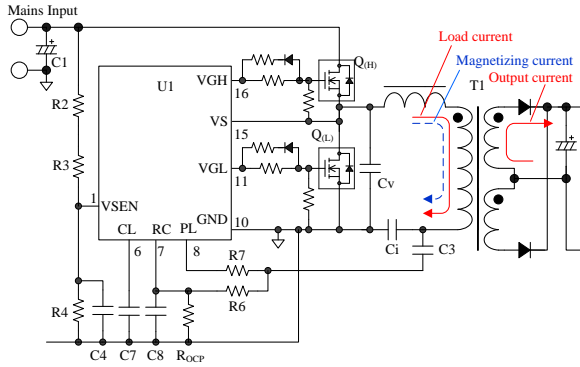 Mains Input
C1
R2
R3
R4
U1
VGH
16
VS
15
VGL
11
GND
10
1
VSEN
CL
RC
PL
6
7
8
Q(H)
Q(L)
Load current
Magnetizing current
Output current
T1
CV
Ci
C3
R7
R6
C4
C7
C8
ROCP